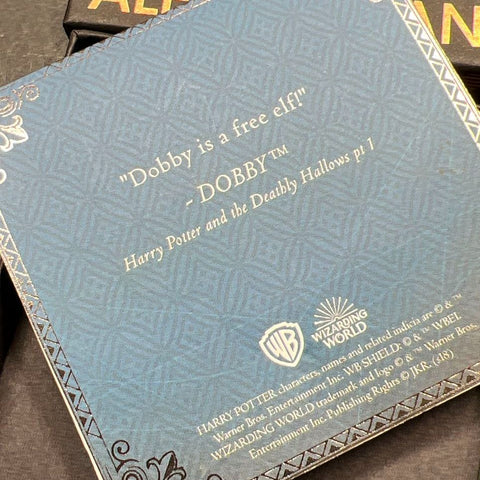 "Dobby is a free elf!"
- DOBBY™
Harry Potter and the Deathly Hallows pt 1
WB
WIZARDING
WORLD
HARRY POTTER characters, names and related indicia are © & ™
Warner Bros. Entertainment Inc. WB SHIELD: © & ™ WBEI.
WIZARDING WORLD trademark and logo © & ™ Warner Bros.
Entertainment Inc. Publishing Rights © JKR. (s18)